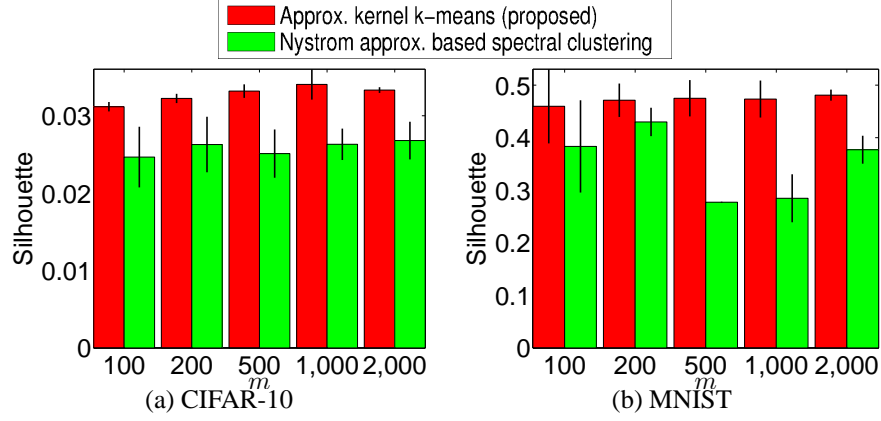 Approx. kernel k−means (proposed)
Nystrom approx. based spectral clustering
Silhouette
0.03
0.02
0.01
0
100 200 500 1,000 2,000
m
(a) CIFAR-10
Silhouette
0.5
0.4
0.3
0.2
0.1
0
100 200 500 1,000 2,000
m
(b) MNIST